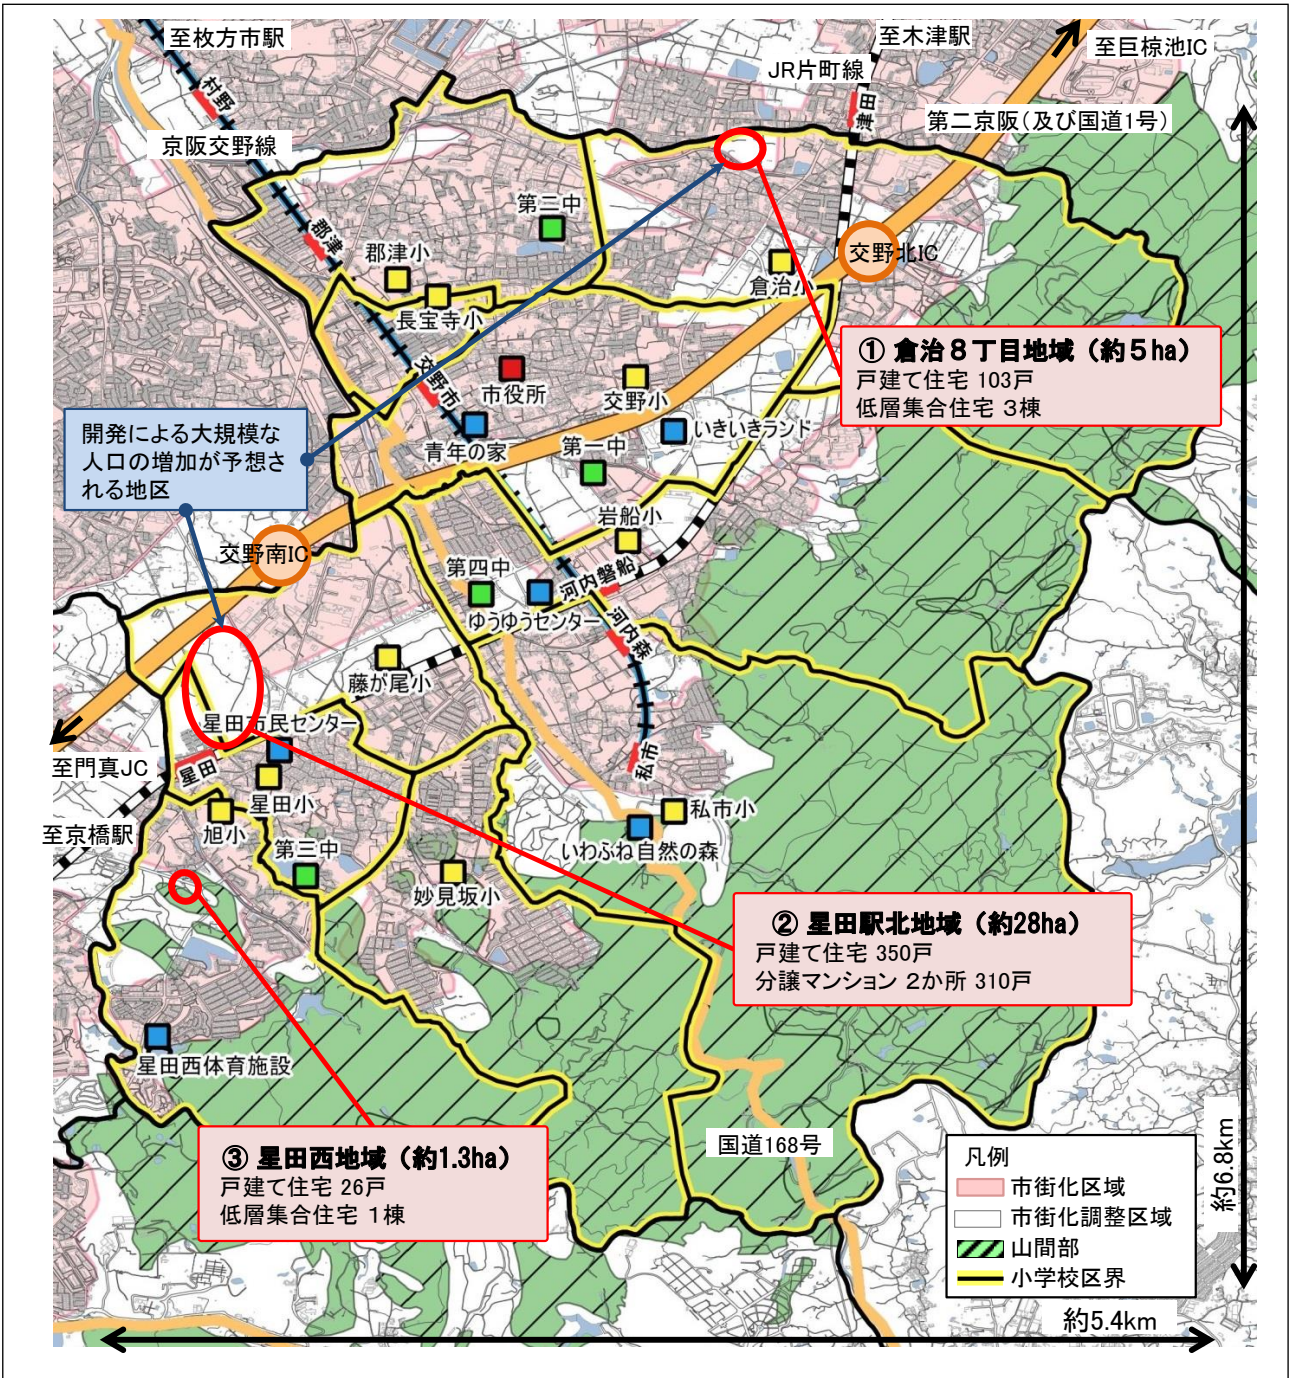 至枚方市駅
至木津駅
至巨椋池IC
JR片町線
村野
津田
第二京阪(及び国道1号)
京阪交野線
第二中
郡津
郡津小
交野北IC
倉治小
長宝寺小
① 倉治８丁目地域（約５ha）
戸建て住宅 103戸
低層集合住宅 ３棟
交野市
市役所
交野小
開発による大規模な
人口の増加が予想さ
れる地区
青年の家
第一中
いきいきランド
岩船小
交野南IC
第四中
河内磐船
ゆうゆうセンター
河内森
藤が尾小
星田市民センター
星田
至門真JC
私市
星田小
旭小
私市小
至京橋駅
第三中
いわふね自然の森
妙見坂小
② 星田駅北地域（約28ha）
戸建て住宅 350戸
分譲マンション ２か所 310戸
星田西体育施設
③ 星田西地域（約1.3ha）
戸建て住宅 26戸
低層集合住宅 １棟
国道168号
凡例
市街化区域
市街化調整区域
山間部
小学校区界
約6.8km
約5.4km